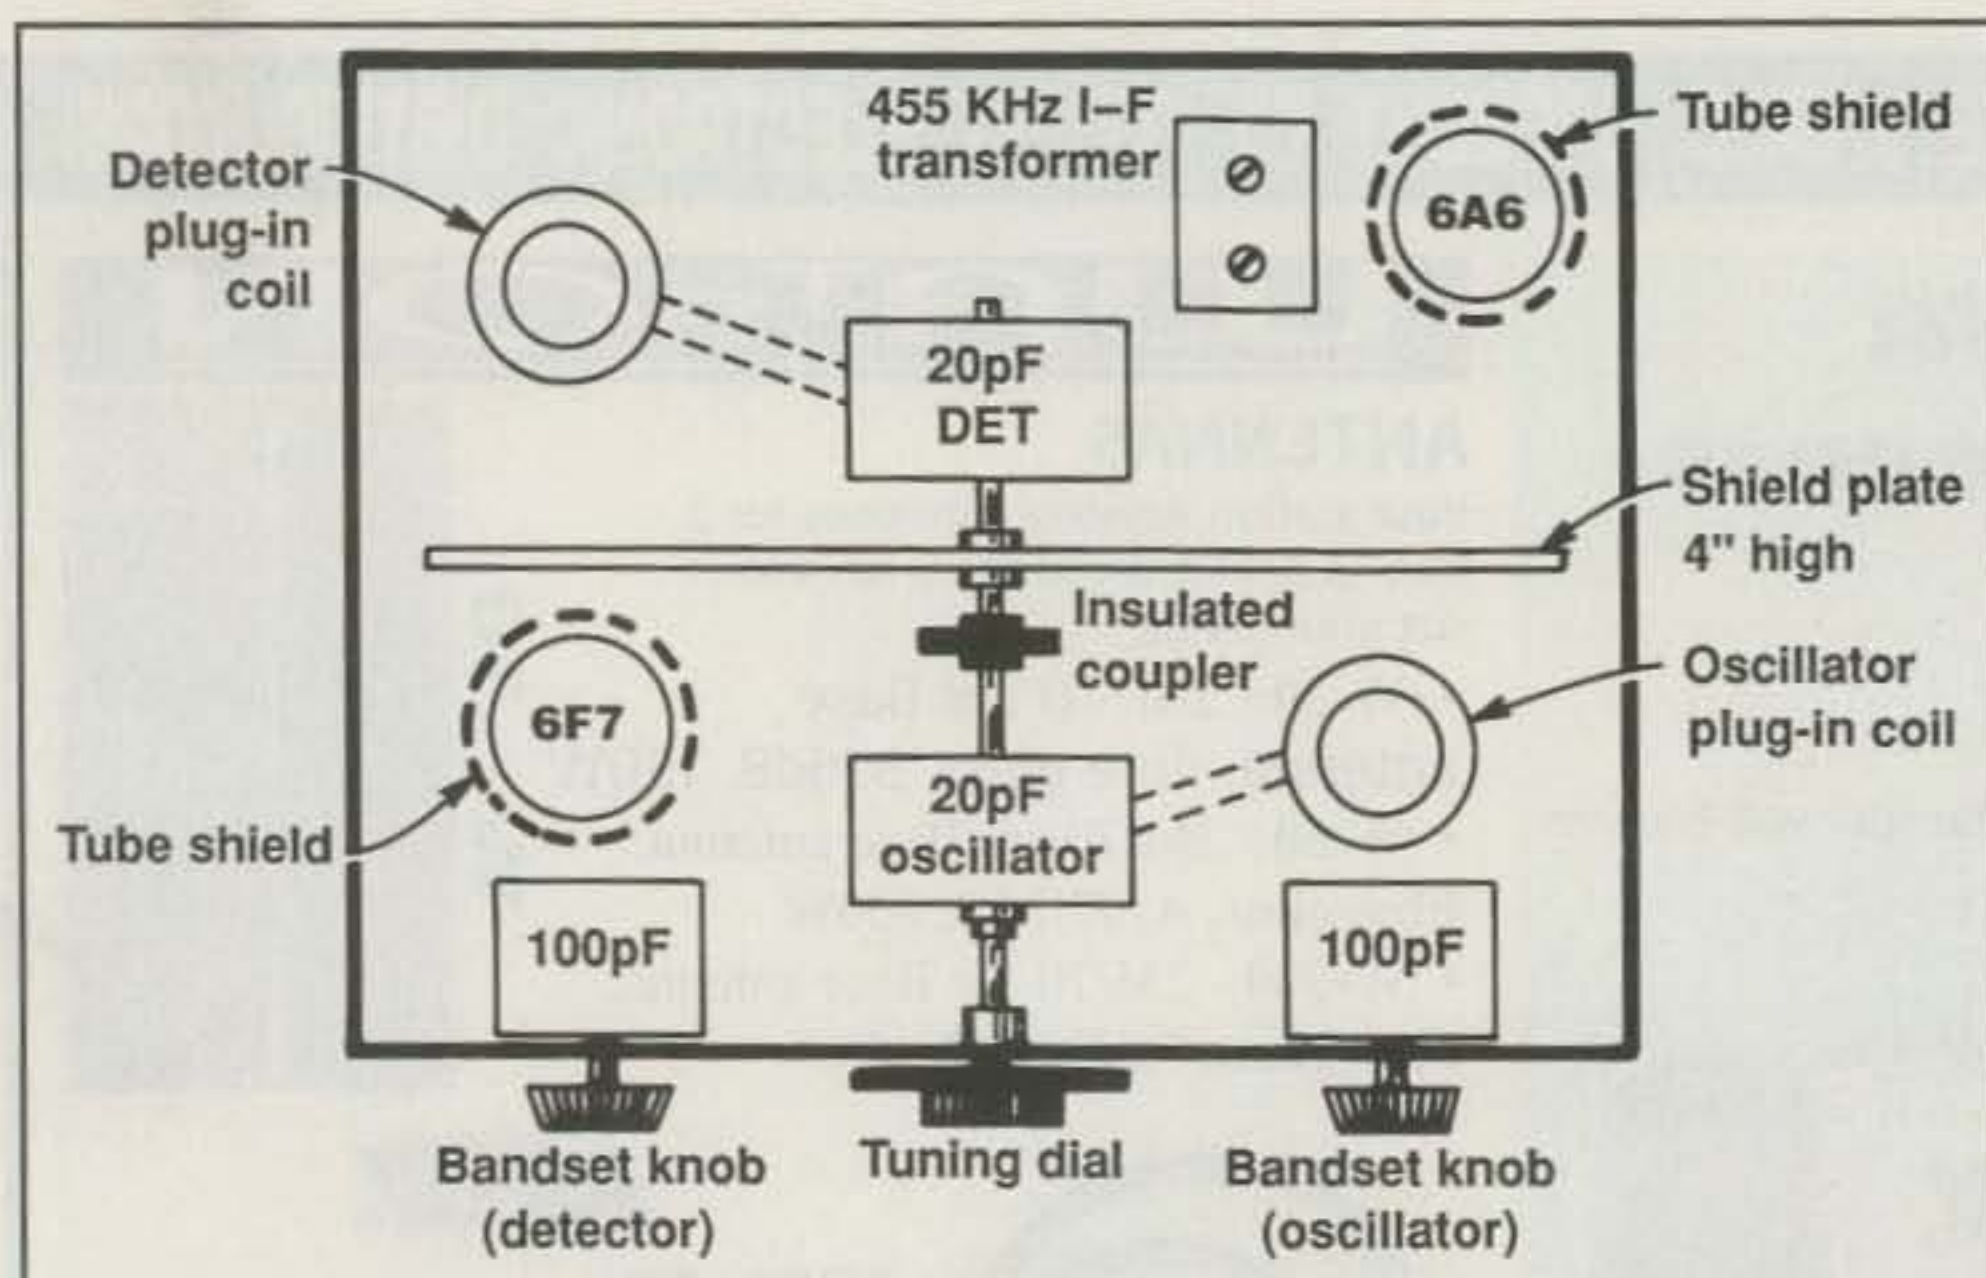 455 KHz I–F
transformer
Tube shield
Detector
plug-in
coil
6A6
20pF
DET
Shield plate
4" high
Insulated
coupler
Oscillator
plug-in coil
6F7
Tube shield
20pF
oscillator
100pF
100pF
Bandset knob
(detector)
Tuning dial
Bandset knob
(oscillator)